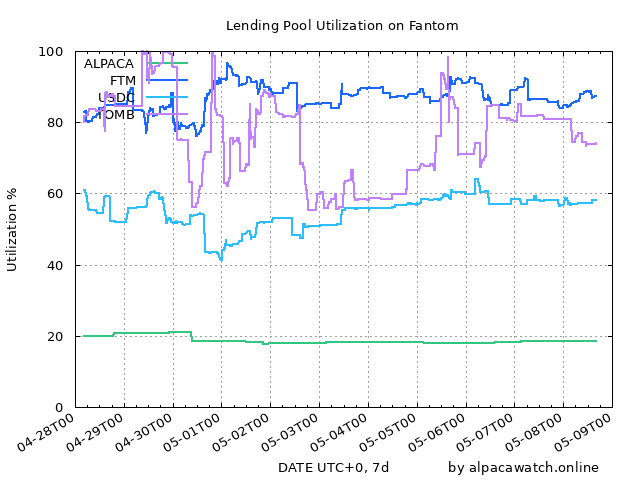 Lending Pool Utilization on Fantom
100
80
60
40
20
0
Utilization %
ALPACA
FTM
USDC
TOMB
04-28T00
04-29T00
04-30T00
05-01T00
05-02T00
05-03T00
05-04T00
05-05T00
05-06T00
05-07T00
05-08T00
05-09T00
DATE UTC+0, 7d
by alpacawatch.online